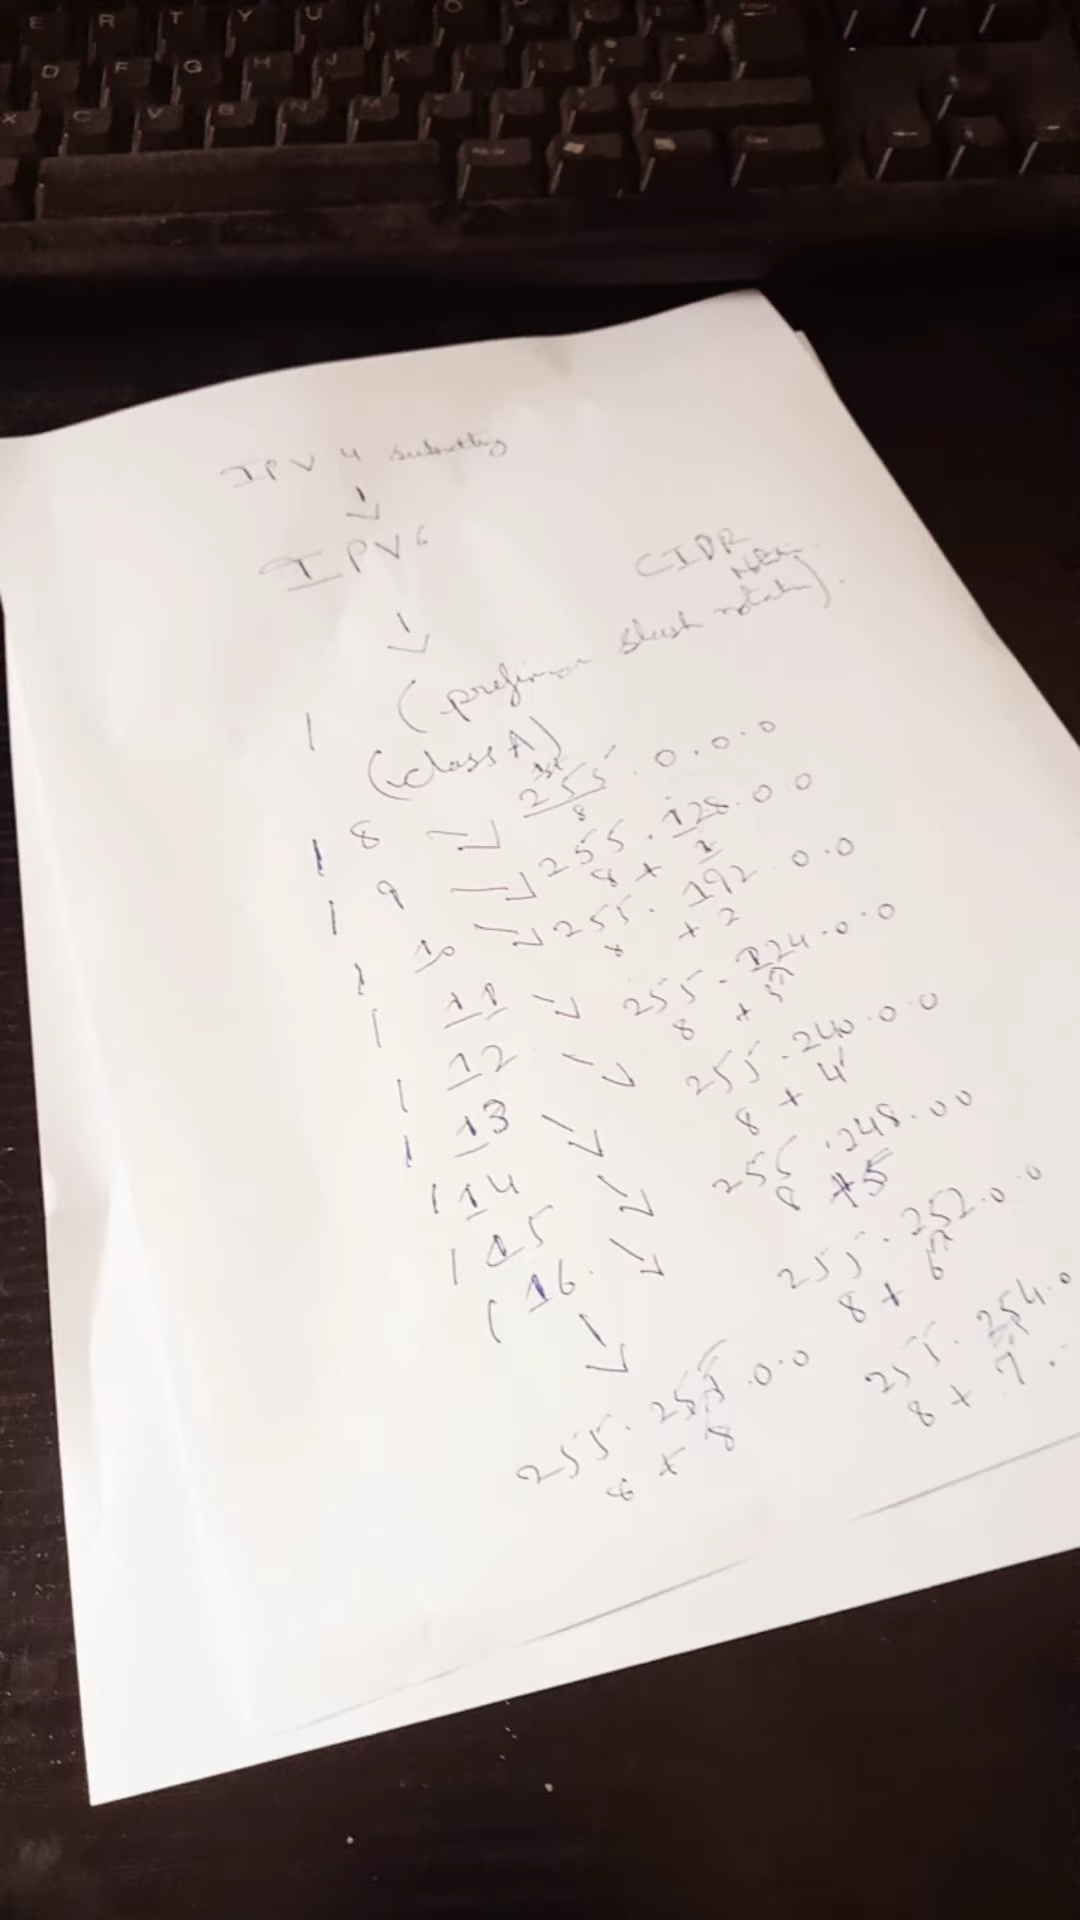 E R T Y U I O
D F G H J K L
X C V B N M
IPV 4 subnetting
IPV6
CIDR
( slash notation).
(class A)
/ 8 → 255.0.0.0
8
/ 9 → 255.128.0.0
8 + 1
/ 10 → 255.192.0.0
8 + 2
/ 11 → 255.224.0.0
8 + 3
/ 12 → 255.240.0.0
8 + 4
/ 13 → 255.248.0 0
8 + 5
/ 14 → 255.252.0.0
8 + 6
/ 15 → 255.254.0
8 + 7
/ 16 → 255.255.0.0
8 + 8